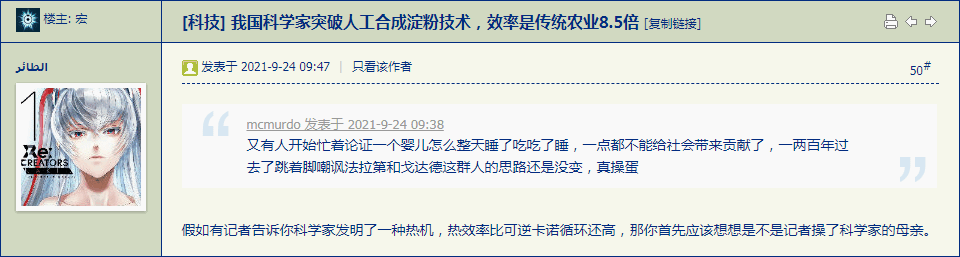 楼主: 宏
[科技] 我国科学家突破人工合成淀粉技术，效率是传统农业8.5倍 [复制链接]
الطائر
发表于 2021-9-24 09:47 | 只看该作者
50#
mcmurdo 发表于 2021-9-24 09:38
又有人开始忙着论证一个婴儿怎么整天睡了吃吃了睡，一点都不能给社会带来贡献了，一两百年过
去了跳着脚嘲讽法拉第和戈达德这群人的思路还是没变，真操蛋
1
Re:
CREATORS
假如有记者告诉你科学家发明了一种热机，热效率比可逆卡诺循环还高，那你首先应该想想是不是记者操了科学家的母亲。